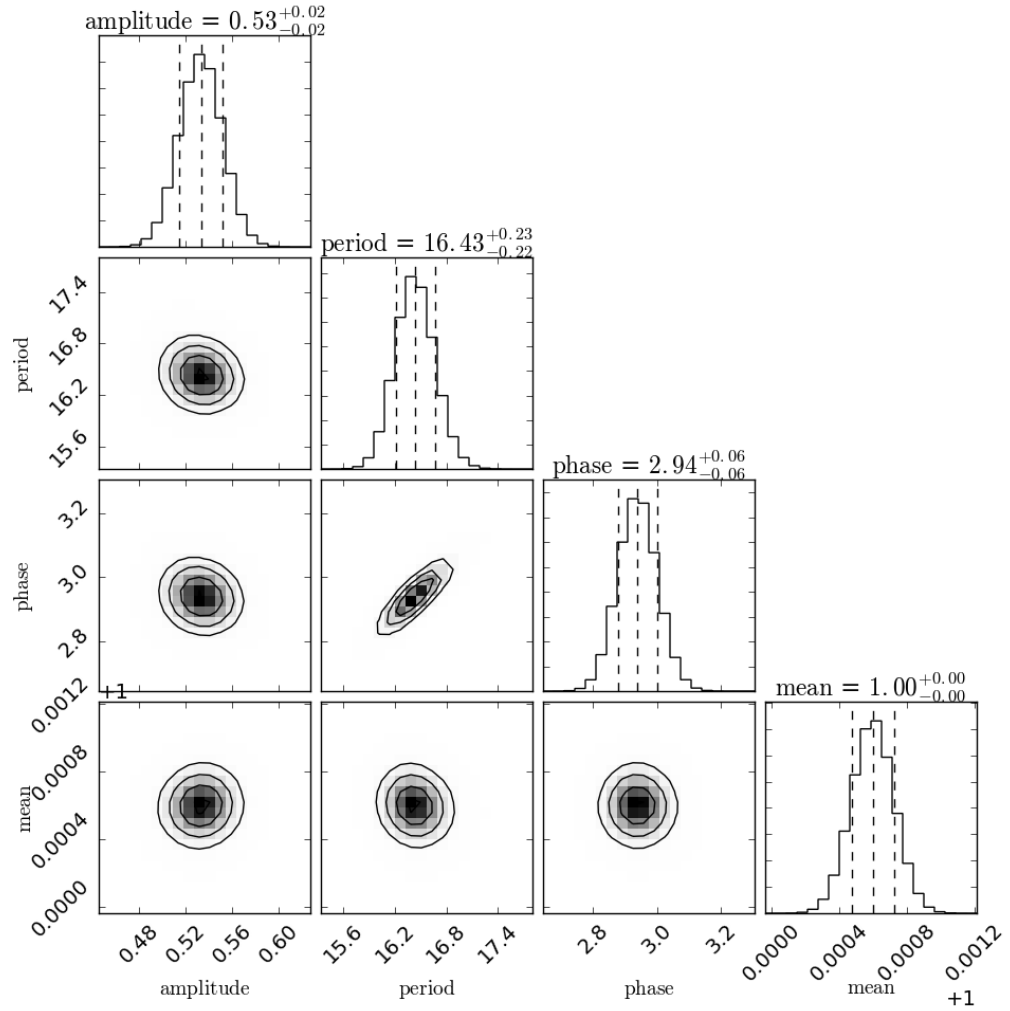 amplitude = 0.53 +0.02 −0.02
period = 16.43 +0.23 −0.22
17.4
16.8
16.2
15.6
period
phase = 2.94 +0.06 −0.06
3.2
3.0
2.8
phase
mean = 1.00 +0.00 −0.00
+1
0.0012
0.0008
0.0004
0.0000
mean
0.48 0.52 0.56 0.60
15.6 16.2 16.8 17.4
2.8 3.0 3.2
0.0000 0.0004 0.0008 0.0012
amplitude period phase mean
+1